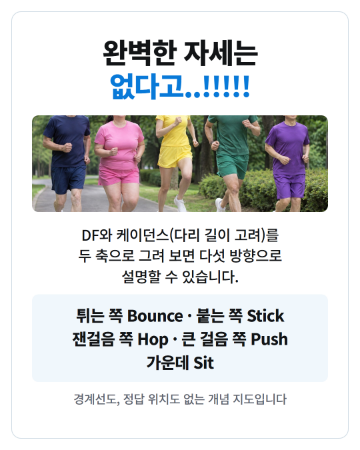 완벽한 자세는
없다고..!!!!!
DF와 케이던스(다리 길이 고려)를
두 축으로 그려 보면 다섯 방향으로
설명할 수 있습니다.
튀는 쪽 Bounce · 붙는 쪽 Stick
잰걸음 쪽 Hop · 큰 걸음 쪽 Push
가운데 Sit
경계선도, 정답 위치도 없는 개념 지도입니다